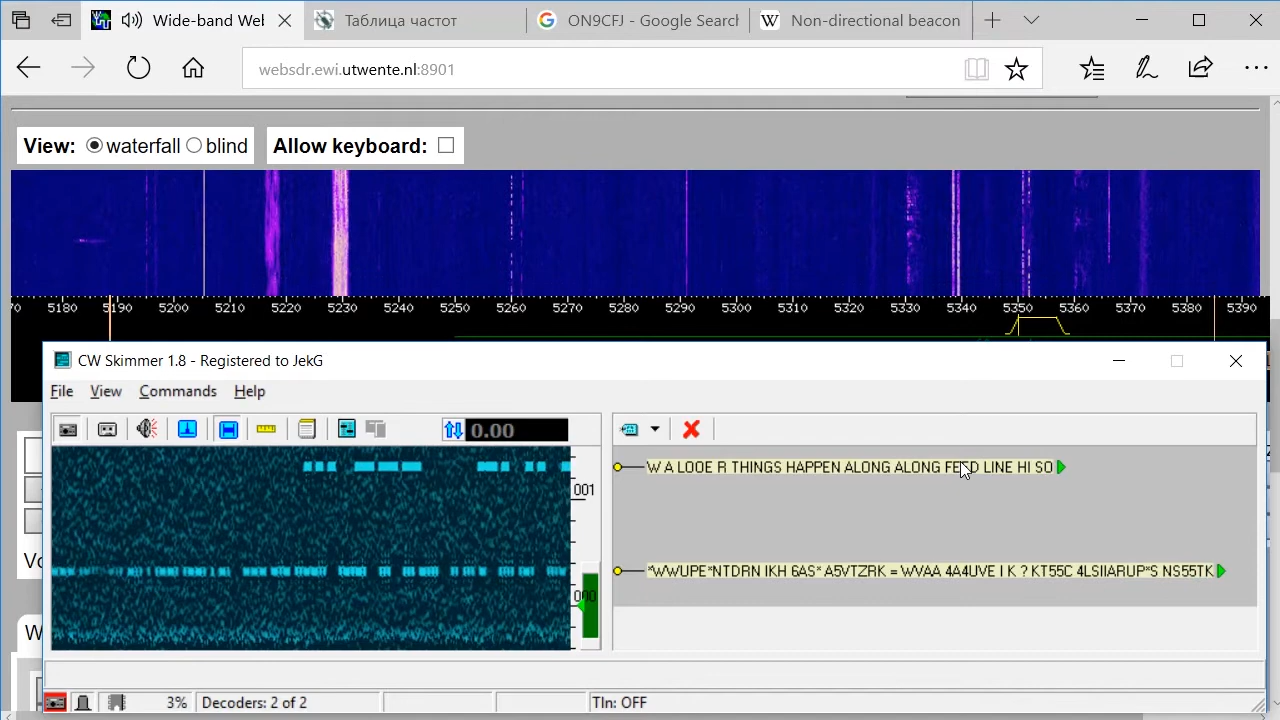 Wide-band Web
Таблица частот
ON9CFJ - Google Search
W Non-directional beacon
websdr.ewi.utwente.nl:8901
View: waterfall blind Allow keyboard:
5180 5190 5200 5210 5220 5230 5240 5250 5260 5270 5280 5290 5300 5310 5320 5330 5340 5350 5360 5370 5380 5390
CW Skimmer 1.8 - Registered to JekG
File View Commands Help
0.00
001
W A LOOE R THINGS HAPPEN ALONG ALONG FEED LINE HI SO
*WWUPE*NTDRN IKH 6AS* A5VTZRK = WVAA 4A4UVE I K ? KT55C 4LSIIARUP*S NS55TK
000
3% Decoders: 2 of 2 TIn: OFF